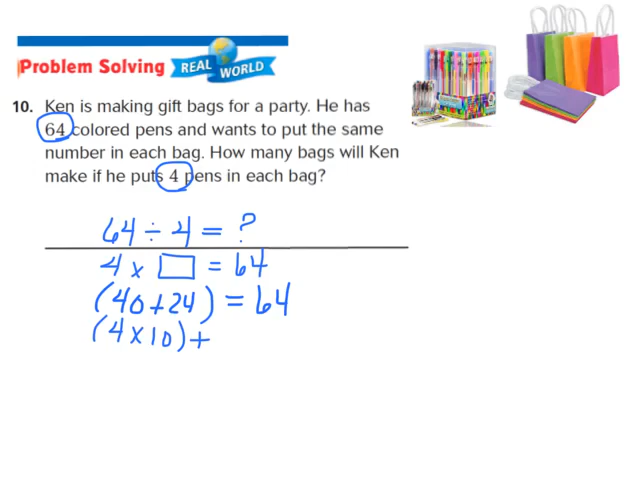 Problem Solving REAL WORLD
10. Ken is making gift bags for a party. He has
64 colored pens and wants to put the same
number in each bag. How many bags will Ken
make if he puts 4 pens in each bag?
64 ÷ 4 = ?
4 × □ = 64
(40 + 24) = 64
(4 × 10) +